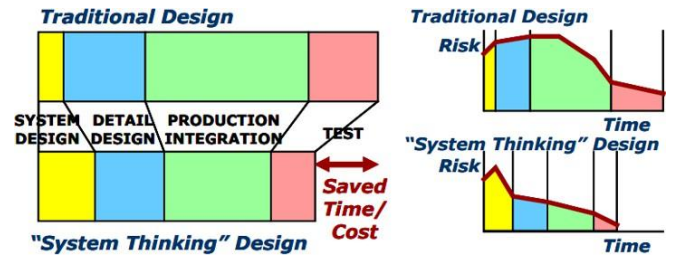 Traditional Design
SYSTEM DESIGN
DETAIL DESIGN
PRODUCTION INTEGRATION
TEST
Saved
Time/
Cost
“System Thinking” Design
Traditional Design
Risk
Time
“System Thinking” Design
Risk
Time